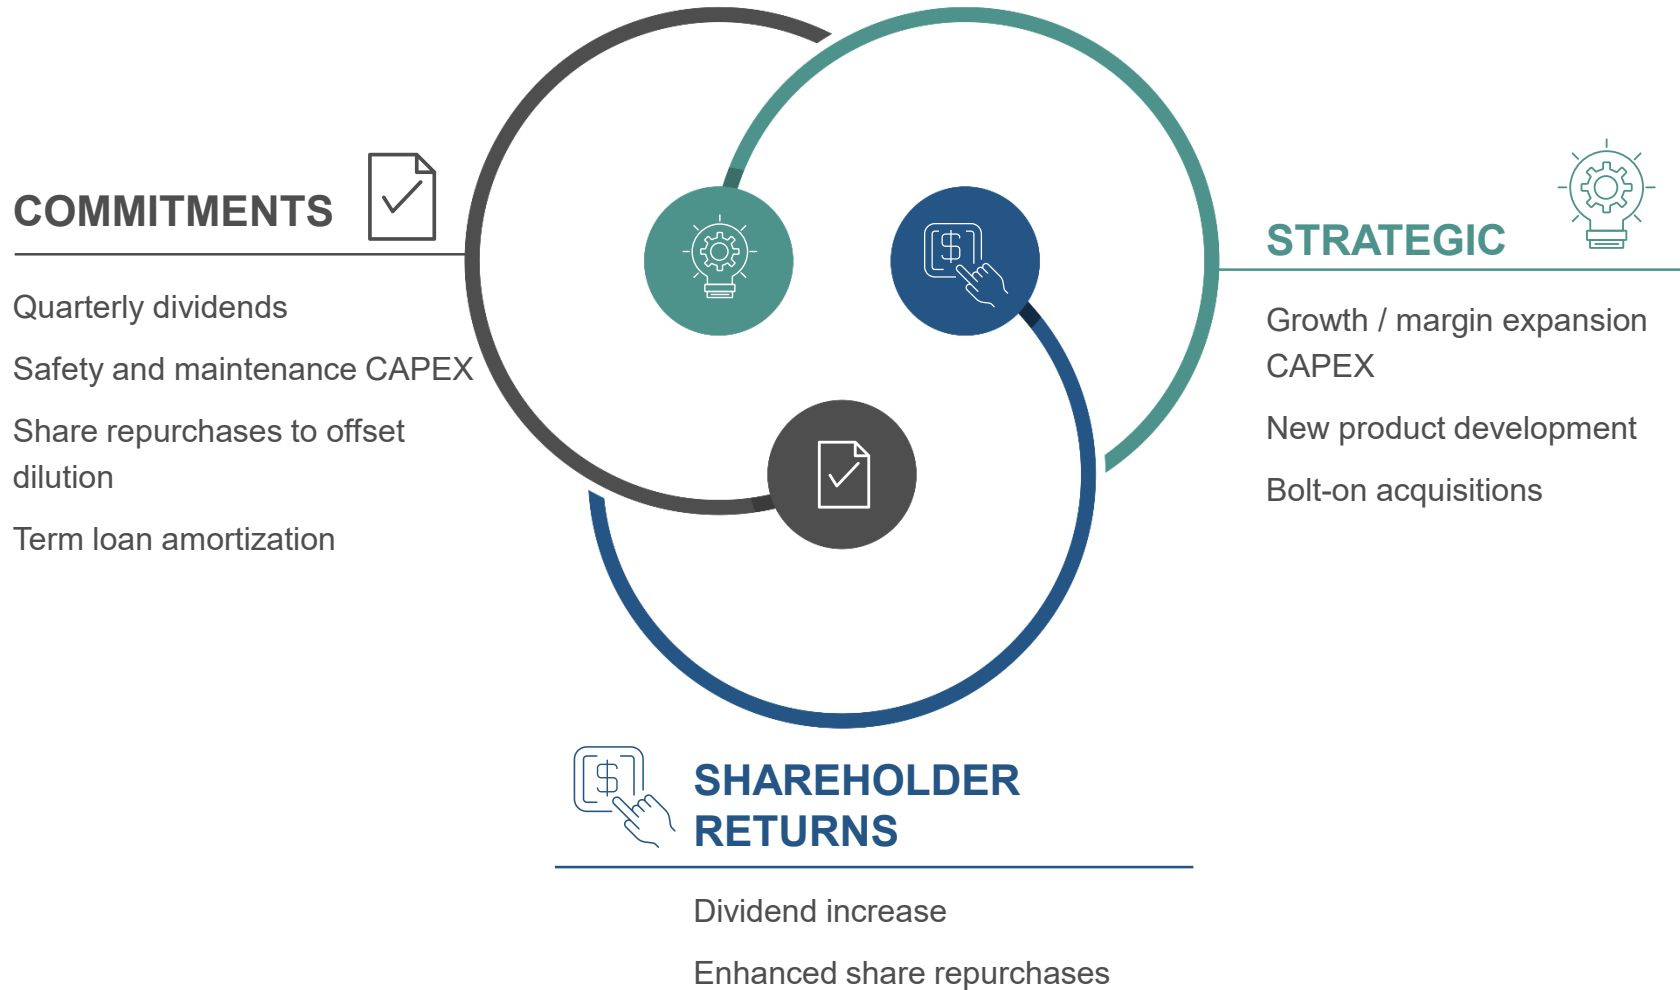 COMMITMENTS
Quarterly dividends
Safety and maintenance CAPEX
Share repurchases to offset
dilution
Term loan amortization
$
STRATEGIC
Growth / margin expansion
CAPEX
New product development
Bolt-on acquisitions
$
SHAREHOLDER
RETURNS
Dividend increase
Enhanced share repurchases